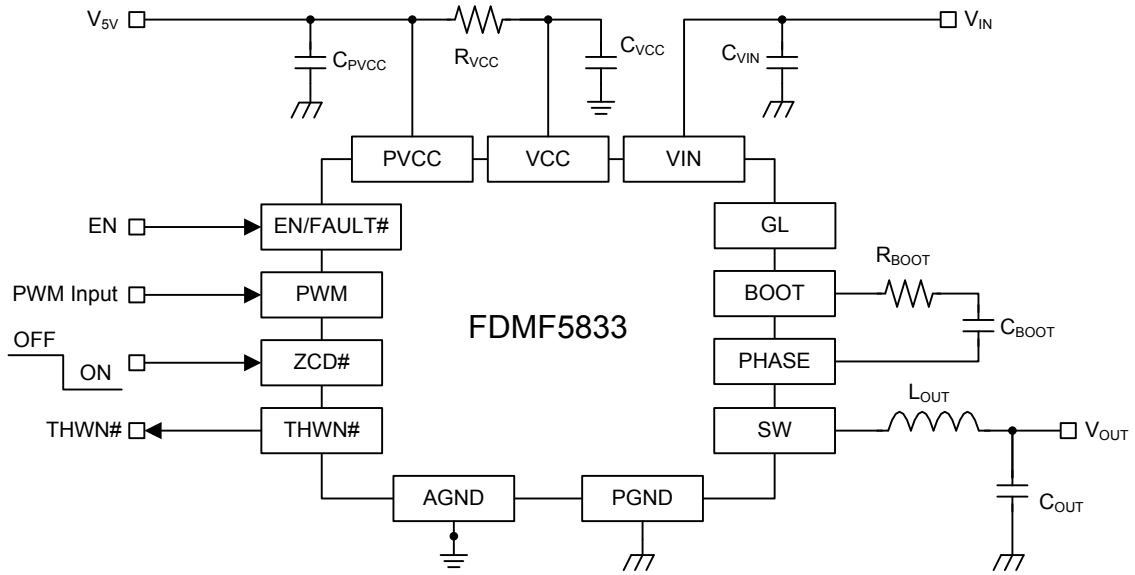 V5V
RVCC
CPVCC
CVCC
CVIN
VIN
PVCC
VCC
VIN
EN
EN/FAULT#
GL
RBOOT
PWM Input
PWM
BOOT
CBOOT
FDMF5833
OFF
ON
ZCD#
PHASE
LOUT
THWN#
THWN#
SW
VOUT
AGND
PGND
COUT